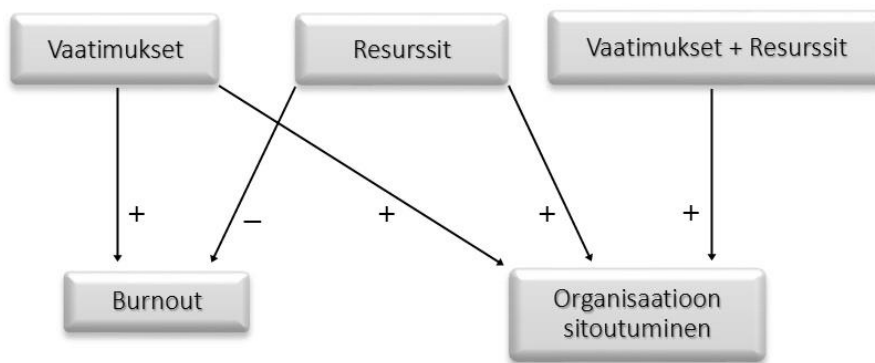 Vaatimukset
Resurssit
Vaatimukset + Resurssit
+
–
+
+
+
Burnout
Organisaatioon
sitoutuminen